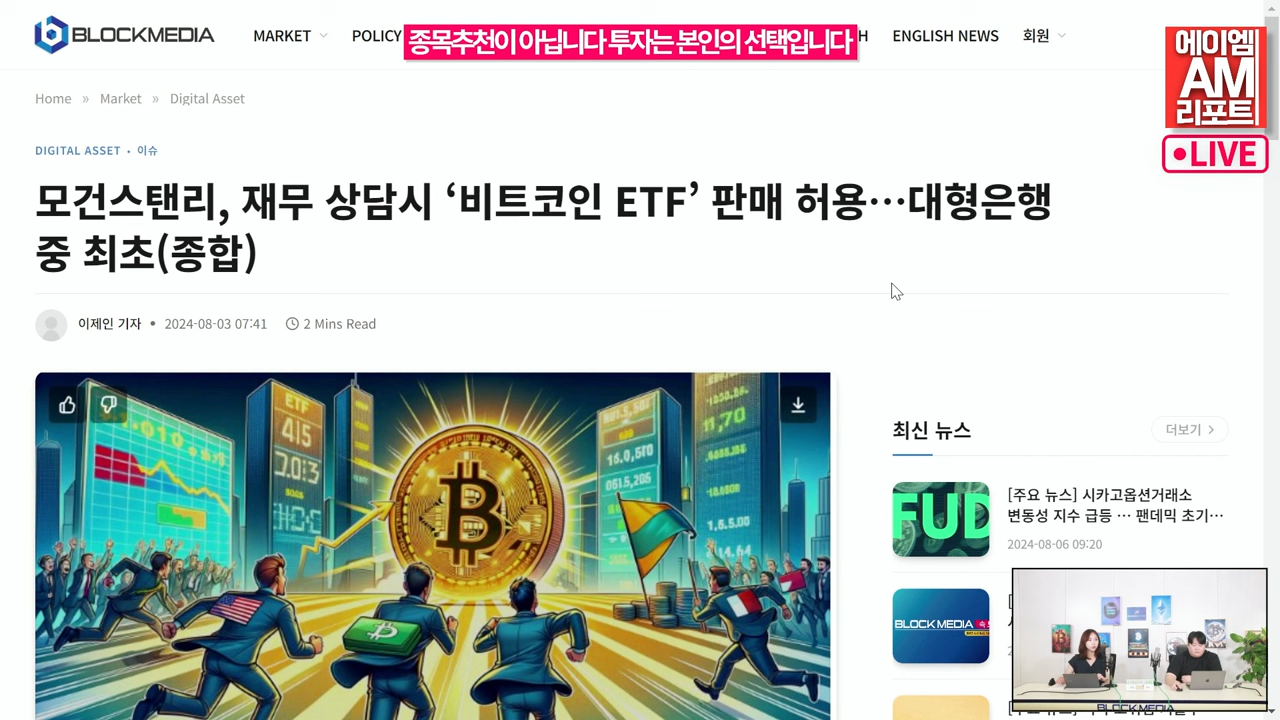 BLOCKMEDIA
MARKET
POLICY
종목추천이 아닙니다 투자는 본인의 선택입니다
H
ENGLISH NEWS
회원
에이엠
AM
리포트
LIVE
Home » Market » Digital Asset
DIGITAL ASSET • 이슈
모건스탠리, 재무 상담시 ‘비트코인 ETF’ 판매 허용…대형은행
중 최초(종합)
이제인 기자 • 2024-08-03 07:41 2 Mins Read
ETF
415
최신 뉴스
더보기
FUD
[주요 뉴스] 시카고옵션거래소
변동성 지수 급등 … 팬데믹 초기…
2024-08-06 09:20
BLOCK MEDIA
BLOCKMEDIA